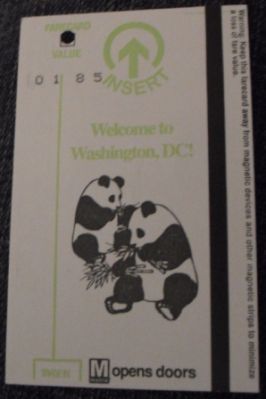 FARECARD
VALUE
01 85
INSERT
Welcome to
Washington, DC!
M opens doors
Warning: Keep this farecard away from magnetic devices and other magnetic strips to minimize
a loss of fare value.